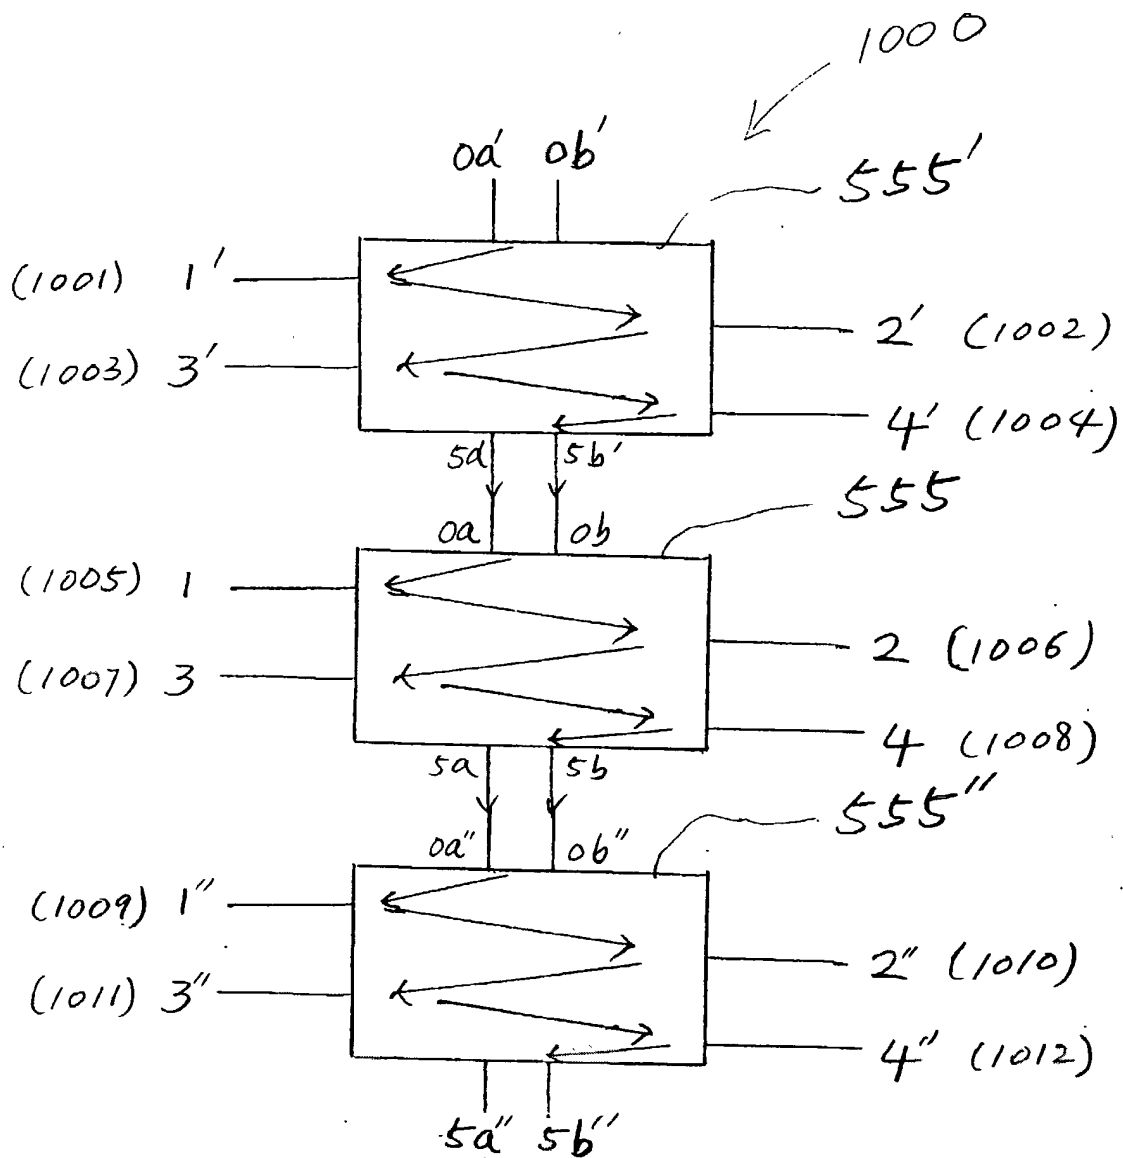 1000
0a' 0b'
555'
(1001) 1'
2' (1002)
(1003) 3'
4' (1004)
5a' 5b'
555
0a 0b
(1005) 1
2 (1006)
(1007) 3
4 (1008)
5a 5b
555"
0a" 0b"
(1009) 1"
2" (1010)
(1011) 3"
4" (1012)
5a" 5b"